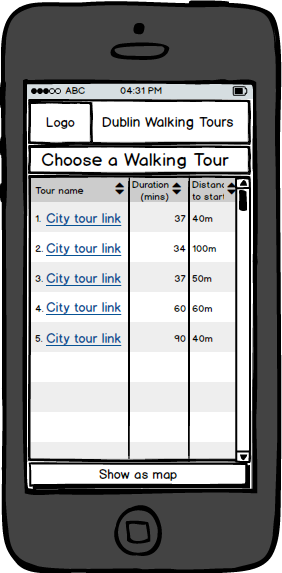 ABC 04:31 PM
Logo Dublin Walking Tours
Choose a Walking Tour
Tour name Duration (mins) Distanc to start
1. City tour link 37 40m
2. City tour link 34 100m
3. City tour link 37 50m
4. City tour link 60 60m
5. City tour link 90 40m
Show as map